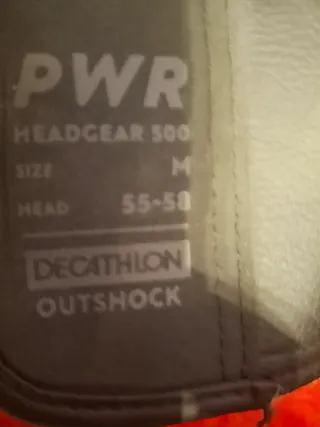 PWR
HEADGEAR 500
SIZE M
HEAD 55-58
DECATHLON
OUTSHOCK